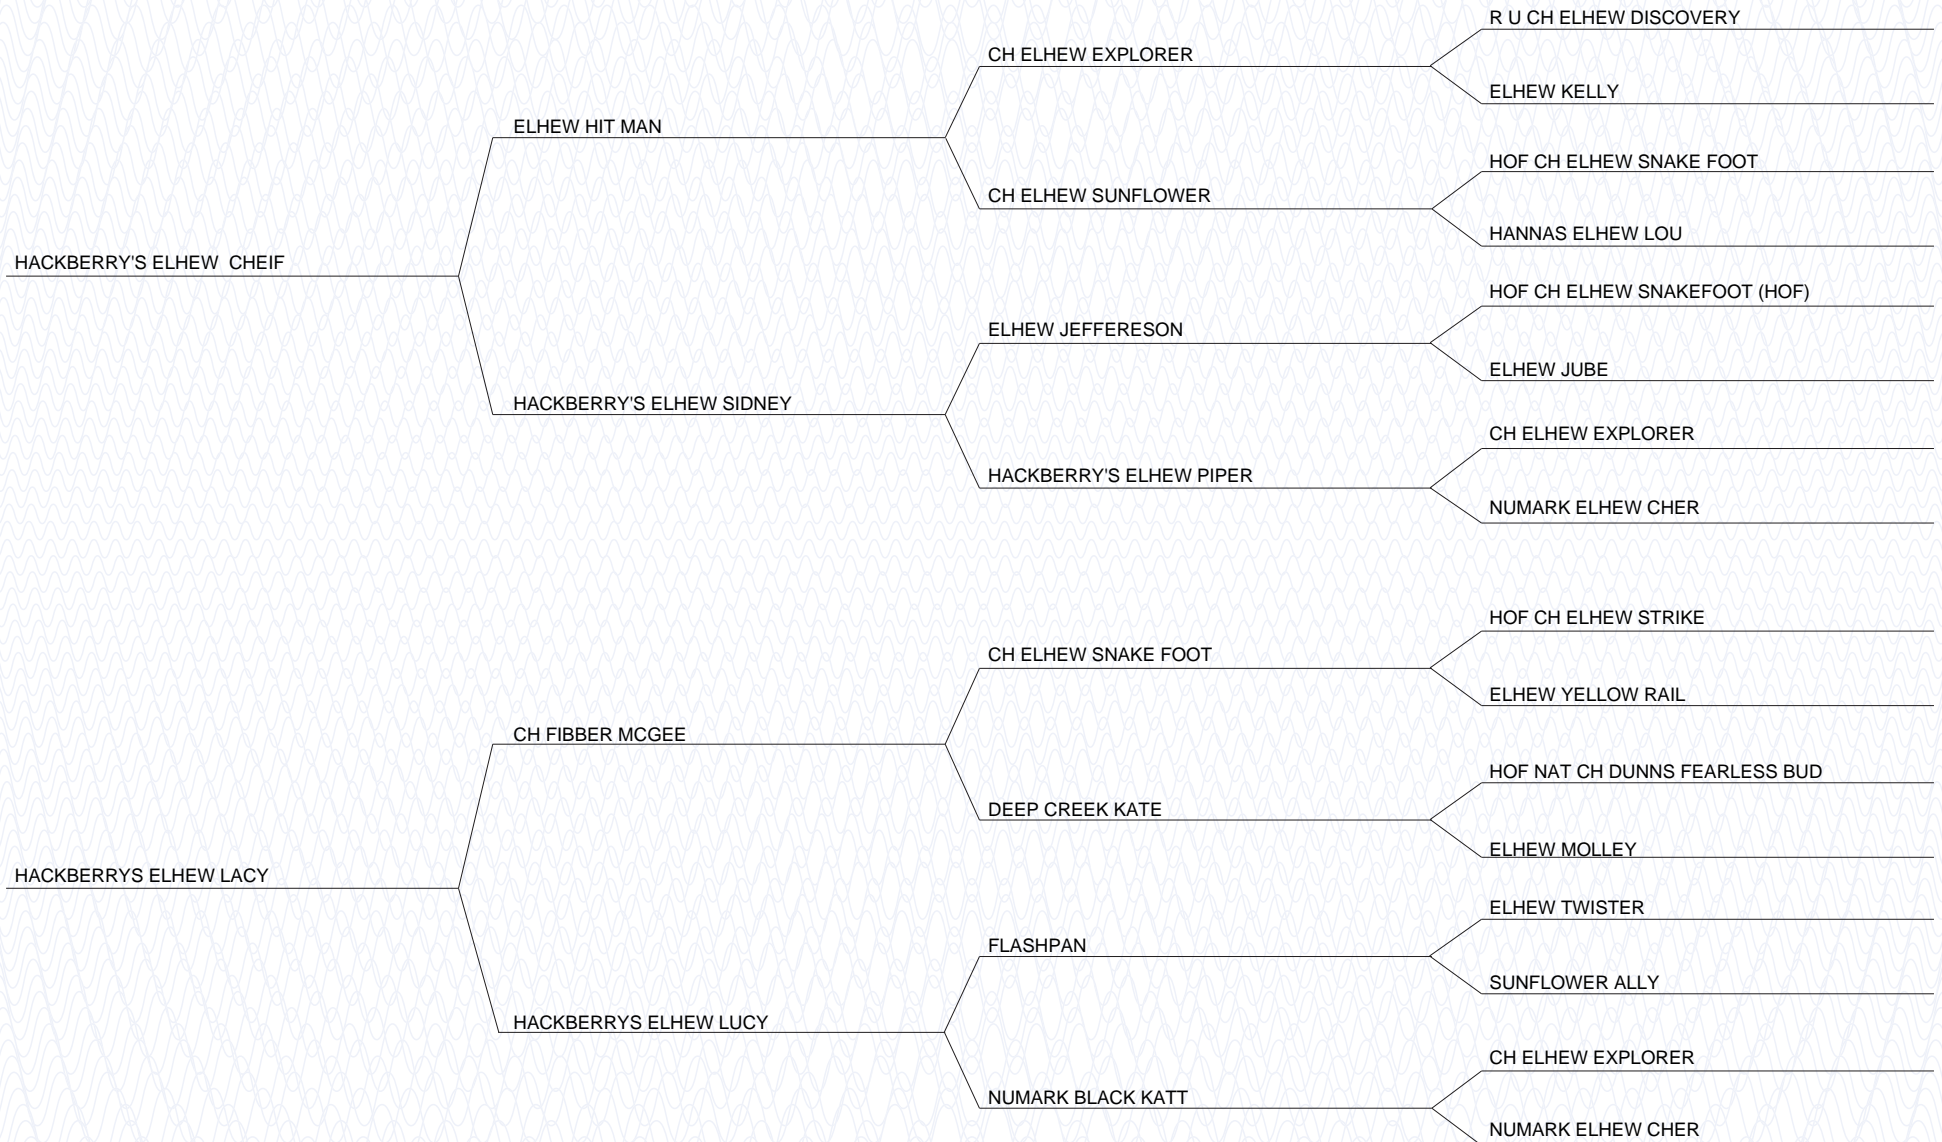 R U CH ELHEW DISCOVERY
CH ELHEW EXPLORER
ELHEW KELLY
ELHEW HIT MAN
HOF CH ELHEW SNAKE FOOT
CH ELHEW SUNFLOWER
HANNAS ELHEW LOU
HACKBERRY'S ELHEW  CHEIF
HOF CH ELHEW SNAKEFOOT (HOF)
ELHEW JEFFERESON
ELHEW JUBE
HACKBERRY'S ELHEW SIDNEY
CH ELHEW EXPLORER
HACKBERRY'S ELHEW PIPER
NUMARK ELHEW CHER
HOF CH ELHEW STRIKE
CH ELHEW SNAKE FOOT
ELHEW YELLOW RAIL
CH FIBBER MCGEE
HOF NAT CH DUNNS FEARLESS BUD
DEEP CREEK KATE
ELHEW MOLLEY
HACKBERRYS ELHEW LACY
ELHEW TWISTER
FLASHPAN
SUNFLOWER ALLY
HACKBERRYS ELHEW LUCY
CH ELHEW EXPLORER
NUMARK BLACK KATT
NUMARK ELHEW CHER